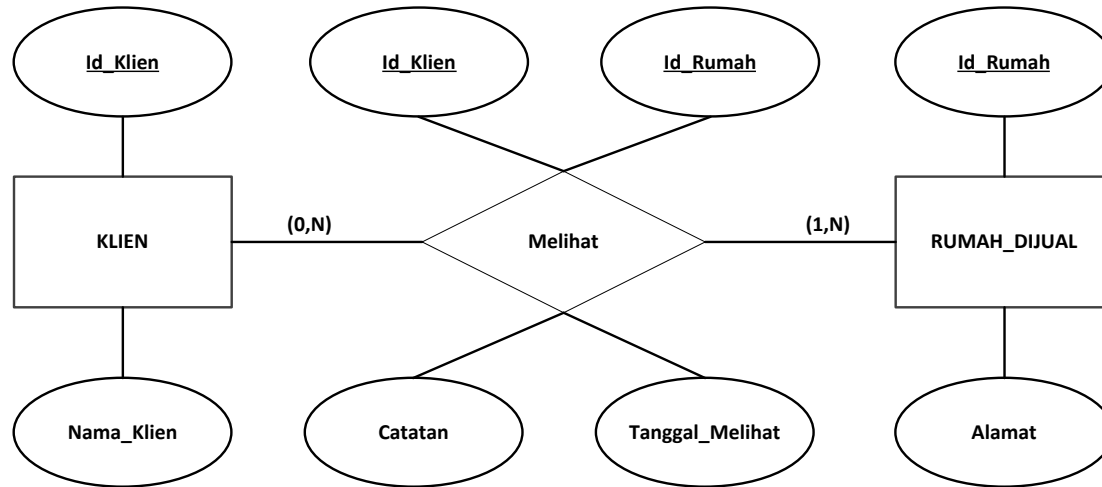 Id_Klien
Id_Klien
Id_Rumah
Id_Rumah
KLIEN
(0,N)
Melihat
(1,N)
RUMAH_DIJUAL
Nama_Klien
Catatan
Tanggal_Melihat
Alamat